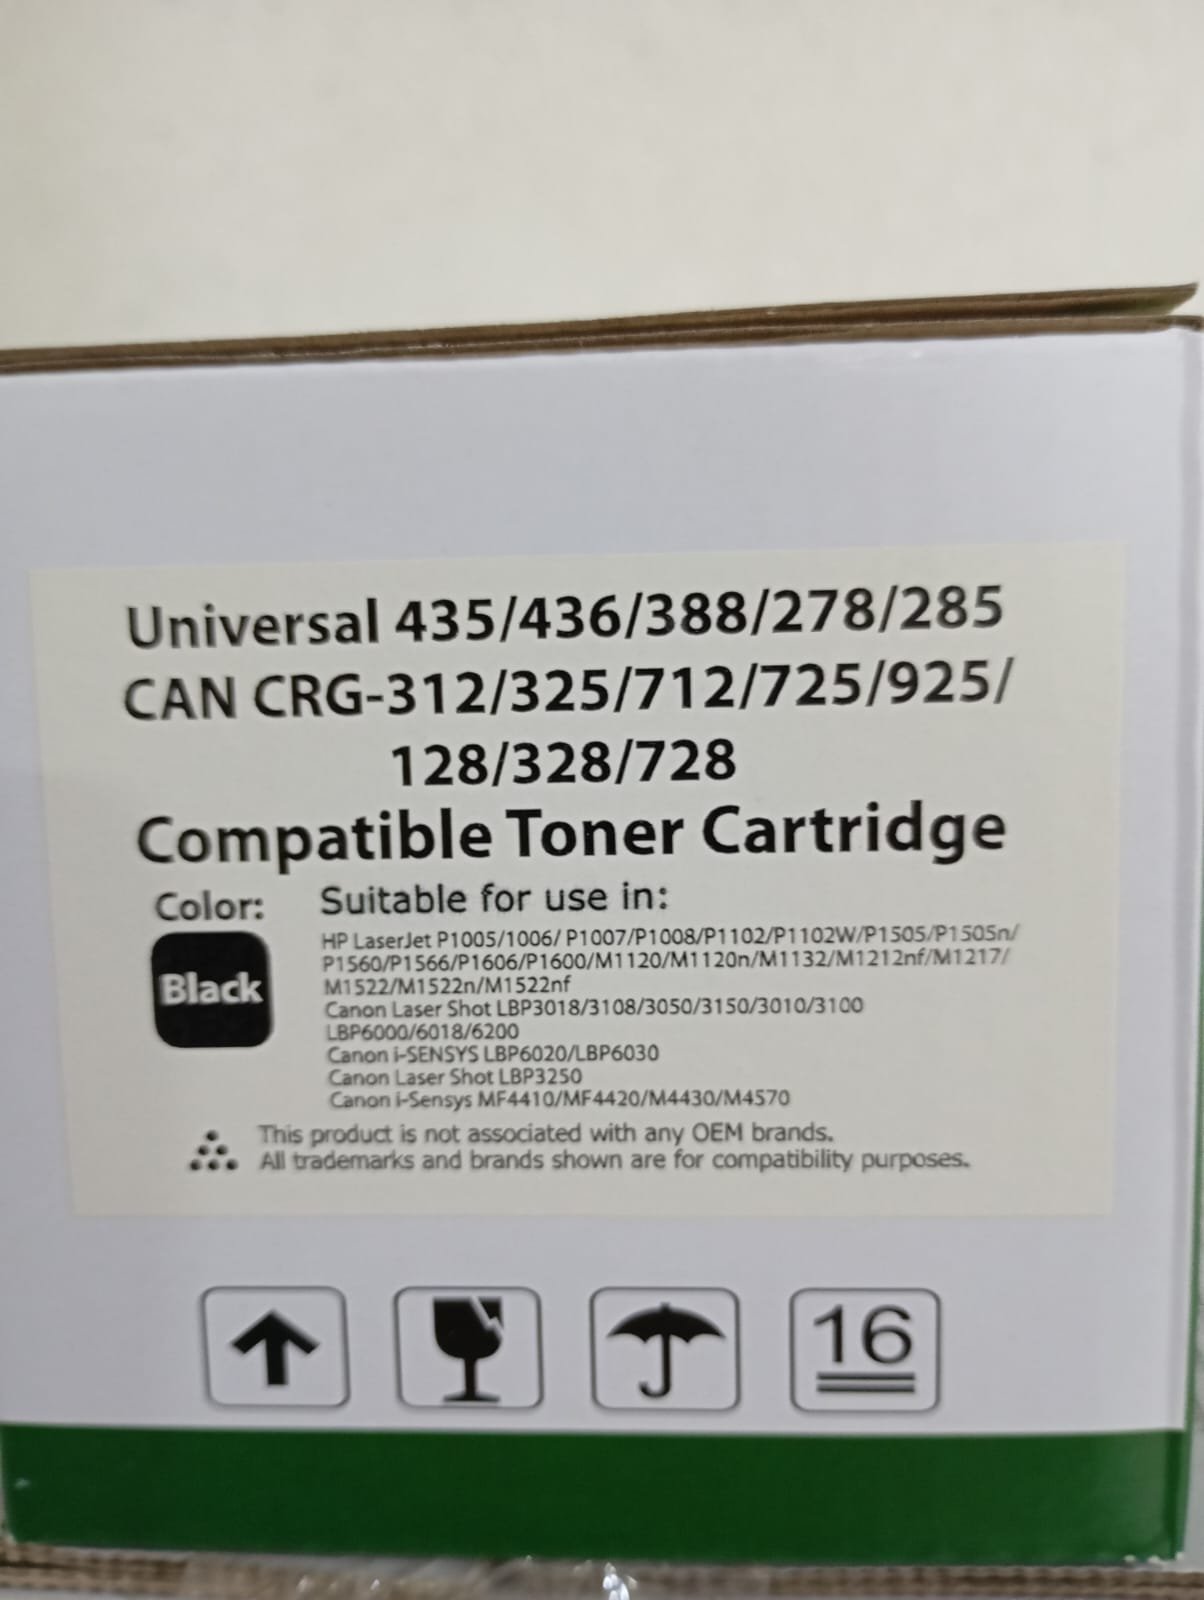 Universal 435/436/388/278/285
CAN CRG-312/325/712/725/925/
128/328/728
Compatible Toner Cartridge
Color:
Black
Suitable for use in:
HP LaserJet P1005/1006/ P1007/P1008/P1102/P1102W/P1505/P1505n/
P1560/P1566/P1606/P1600/M1120/M1120n/M1132/M1212nf/M1217/
M1522/M1522n/M1522nf
Canon Laser Shot LBP3018/3108/3050/3150/3010/3100
LBP6000/6018/6200
Canon i-SENSYS LBP6020/LBP6030
Canon Laser Shot LBP3250
Canon i-Sensys MF4410/MF4420/M4430/M4570
This product is not associated with any OEM brands.
All trademarks and brands shown are for compatibility purposes.
16